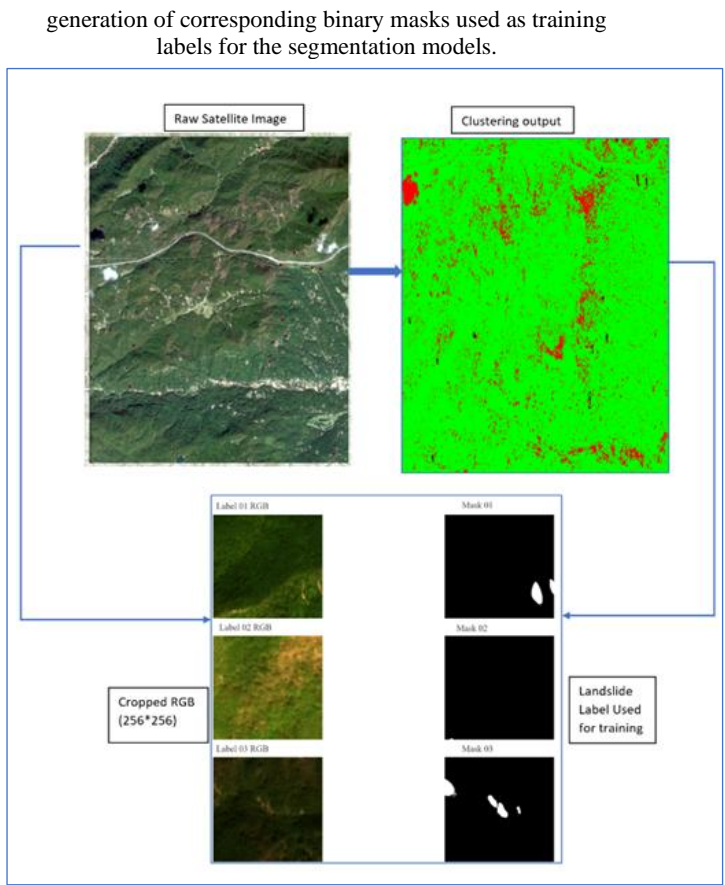 generation of corresponding binary masks used as training
labels for the segmentation models.
Raw Satellite Image
Clustering output
Label 01 RGB
Mask 01
Label 02 RGB
Mask 02
Cropped RGB
(256*256)
Landslide
Label Used
for training
Label 03 RGB
Mask 03